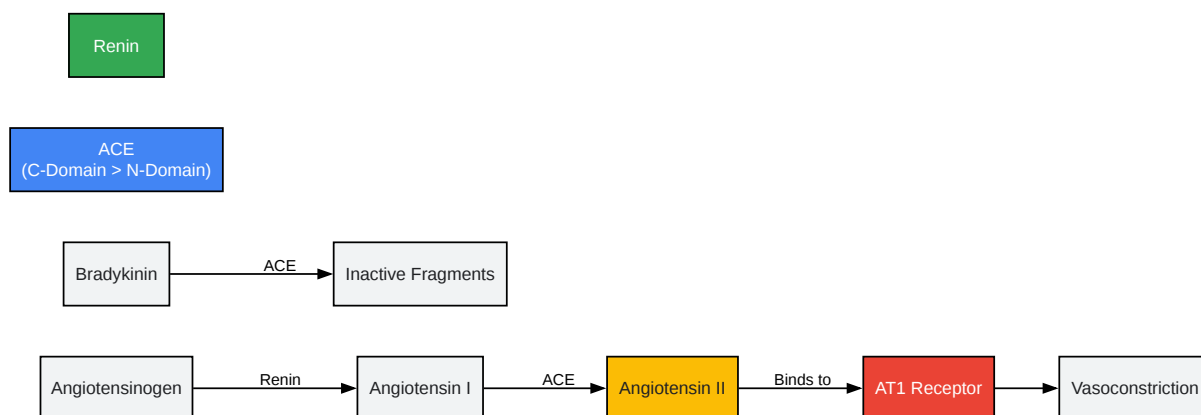 Renin
ACE
(C-Domain > N-Domain)
Bradykinin
ACE
Inactive Fragments
Angiotensinogen
Renin
Angiotensin I
ACE
Angiotensin II
Binds to
AT1 Receptor
Vasoconstriction